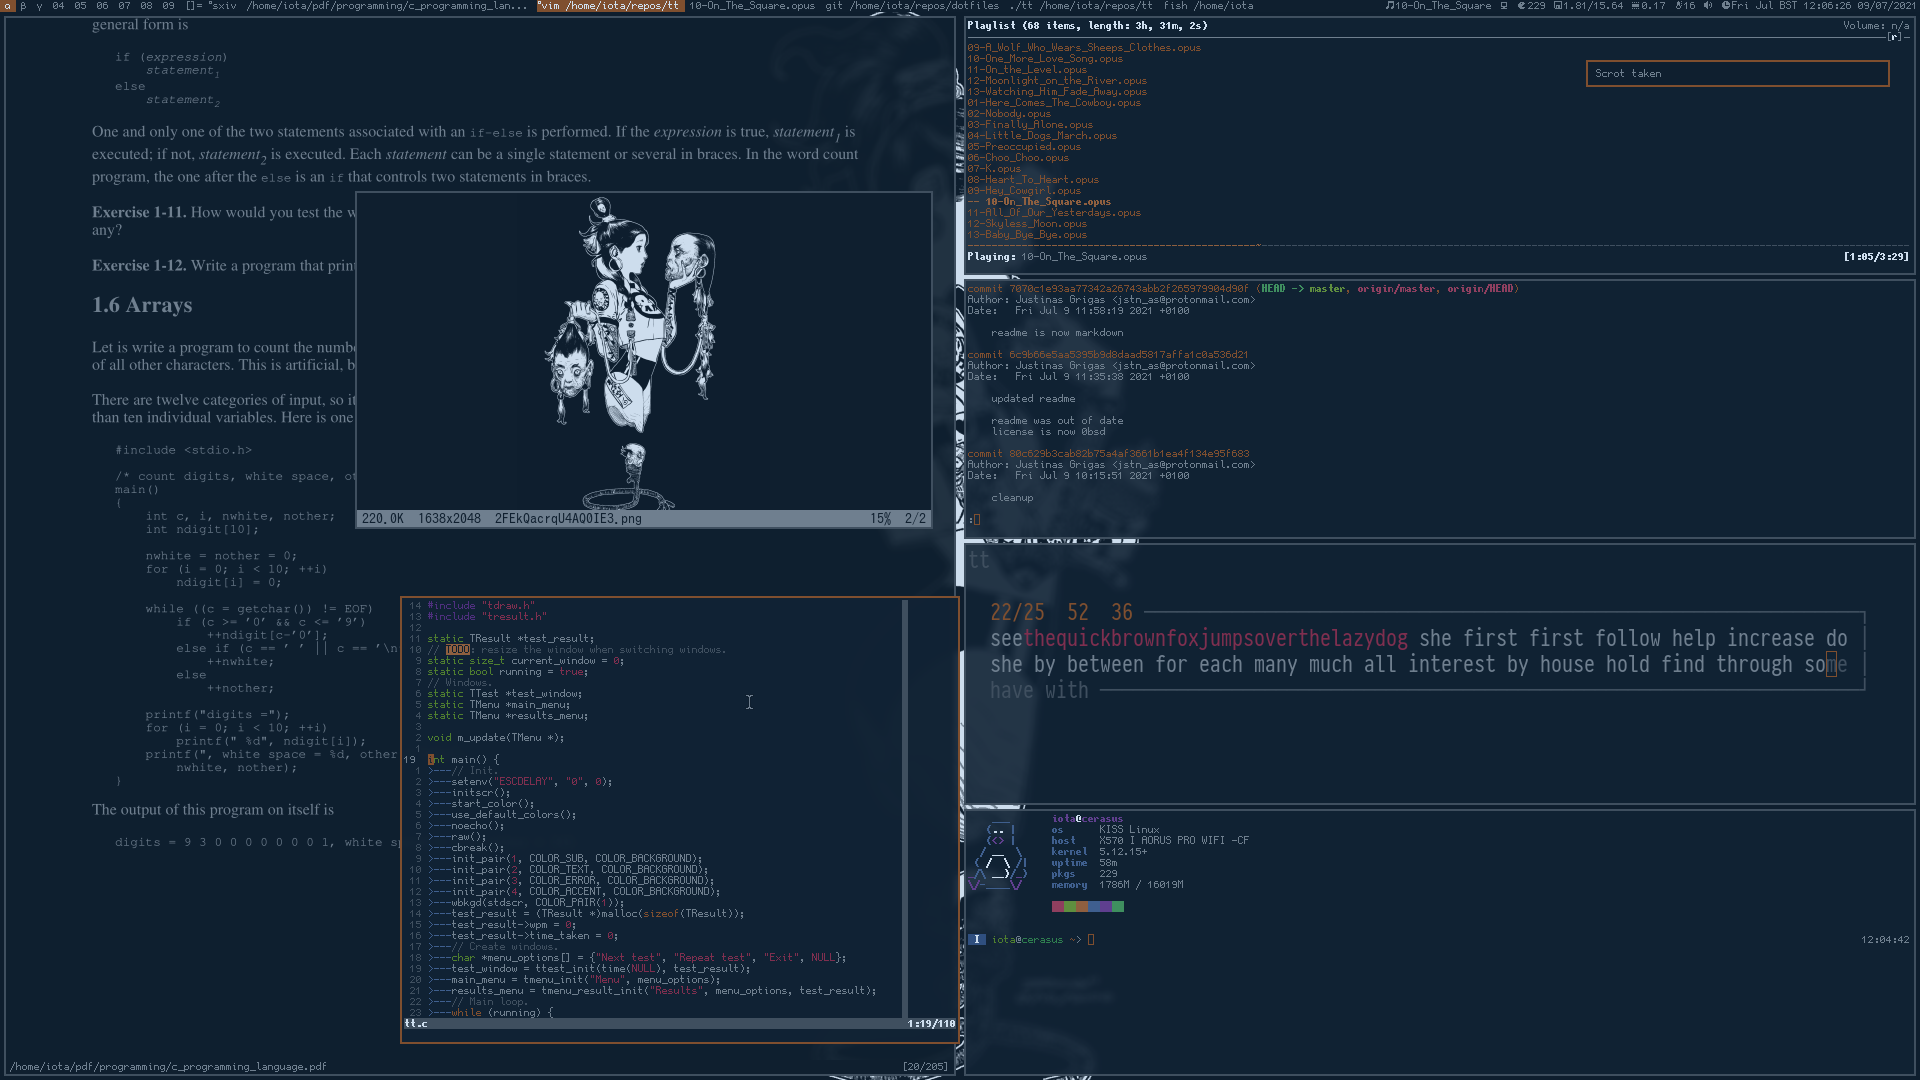 α β γ 04 05 06 07 08 09 []= "sxiv /home/iota/pdf/programming/c_programming_lan... "vim /home/iota/repos/tt 10-On_The_Square.opus git /home/iota/repos/dotfiles ./tt /home/iota/repos/tt fish /home/iota 10-On_The_Square 229 1.81/15.64 0.17 16 Fri Jul BST 12:06:26 09/07/2021
general form is
if (expression)
statement1
else
statement2
One and only one of the two statements associated with an if-else is performed. If the expression is true, statement1 is
executed; if not, statement2 is executed. Each statement can be a single statement or several in braces. In the word count
program, the one after the else is an if that controls two statements in braces.
Exercise 1-11. How would you test the w
any?
Exercise 1-12. Write a program that prin
1.6 Arrays
Let is write a program to count the numbe
of all other characters. This is artificial, b
There are twelve categories of input, so it
than ten individual variables. Here is one
#include <stdio.h>
/* count digits, white space, ot
main()
{
int c, i, nwhite, nother;
int ndigit[10];
nwhite = nother = 0;
for (i = 0; i < 10; ++i)
ndigit[i] = 0;
while ((c = getchar()) != EOF)
if (c >= '0' && c <= '9')
++ndigit[c-'0'];
else if (c == ' ' || c == '\n
++nwhite;
else
++nother;
printf("digits =");
for (i = 0; i < 10; ++i)
printf(" %d", ndigit[i]);
printf(", white space = %d, other
nwhite, nother);
}
The output of this program on itself is
digits = 9 3 0 0 0 0 0 0 0 1, white sp
/home/iota/pdf/programming/c_programming_language.pdf [20/205]
220.0K 1638x2048 2FEkQacrqU4AQ0IE3.png 15% 2/2
14 #include "tdraw.h"
13 #include "tresult.h"
12
11 static TResult *test_result;
10 // TODO: resize the window when switching windows.
9 static size_t current_window = 0;
8 static bool running = true;
7 // Windows.
6 static TTest *test_window;
5 static TMenu *main_menu;
4 static TMenu *results_menu;
3
2 void m_update(TMenu *);
1
19 int main() {
1 >---// Init.
2 >---setenv("ESCDELAY", "0", 0);
3 >---initscr();
4 >---start_color();
5 >---use_default_colors();
6 >---noecho();
7 >---raw();
8 >---cbreak();
9 >---init_pair(1, COLOR_SUB, COLOR_BACKGROUND);
10 >---init_pair(2, COLOR_TEXT, COLOR_BACKGROUND);
11 >---init_pair(3, COLOR_ERROR, COLOR_BACKGROUND);
12 >---init_pair(4, COLOR_ACCENT, COLOR_BACKGROUND);
13 >---wbkgd(stdscr, COLOR_PAIR(1));
14 >---test_result = (TResult *)malloc(sizeof(TResult));
15 >---test_result->wpm = 0;
16 >---test_result->time_taken = 0;
17 >---// Create windows.
18 >---char *menu_options[] = {"Next test", "Repeat test", "Exit", NULL};
19 >---test_window = ttest_init(time(NULL), test_result);
20 >---main_menu = tmenu_init("Menu", menu_options);
21 >---results_menu = tmenu_result_init("Results", menu_options, test_result);
22 >---// Main loop.
23 >---while (running) {
tt.c 1:19/110
Playlist (68 items, length: 3h, 31m, 2s) Volume: n/a
[r]
09-A_Wolf_Who_Wears_Sheeps_Clothes.opus
10-One_More_Love_Song.opus
11-On_the_Level.opus
12-Moonlight_on_the_River.opus
13-Watching_Him_Fade_Away.opus
01-Here_Comes_The_Cowboy.opus
02-Nobody.opus
03-Finally_Alone.opus
04-Little_Dogs_March.opus
05-Preoccupied.opus
06-Choo_Choo.opus
07-K.opus
08-Heart_To_Heart.opus
09-Hey_Cowgirl.opus
-- 10-On_The_Square.opus
11-All_Of_Our_Yesterdays.opus
12-Skyless_Moon.opus
13-Baby_Bye_Bye.opus
Playing: 10-On_The_Square.opus [1:05/3:29]
Scrot taken
commit 7070c1e93aa77342a26743abb2f265979904d90f (HEAD -> master, origin/master, origin/HEAD)
Author: Justinas Grigas <jstn_as@protonmail.com>
Date: Fri Jul 9 11:58:19 2021 +0100
readme is now markdown
commit 6c9b66e5aa5395b9d8daad5817affa1c0a536d21
Author: Justinas Grigas <jstn_as@protonmail.com>
Date: Fri Jul 9 11:35:38 2021 +0100
updated readme
readme was out of date
license is now 0bsd
commit 80c629b3cab82b75a4af3661b1ea4f134e95f683
Author: Justinas Grigas <jstn_as@protonmail.com>
Date: Fri Jul 9 10:15:51 2021 +0100
cleanup
:
tt
22/25 52 36
seethequickbrownfoxjumpsoverthelazydog she first first follow help increase do
she by between for each many much all interest by house hold find through some
have with
iota@cerasus
os KISS Linux
host X570 I AORUS PRO WIFI -CF
kernel 5.12.15+
uptime 58m
pkgs 229
memory 1786M / 16019M
I iota@cerasus ~> 12:04:42